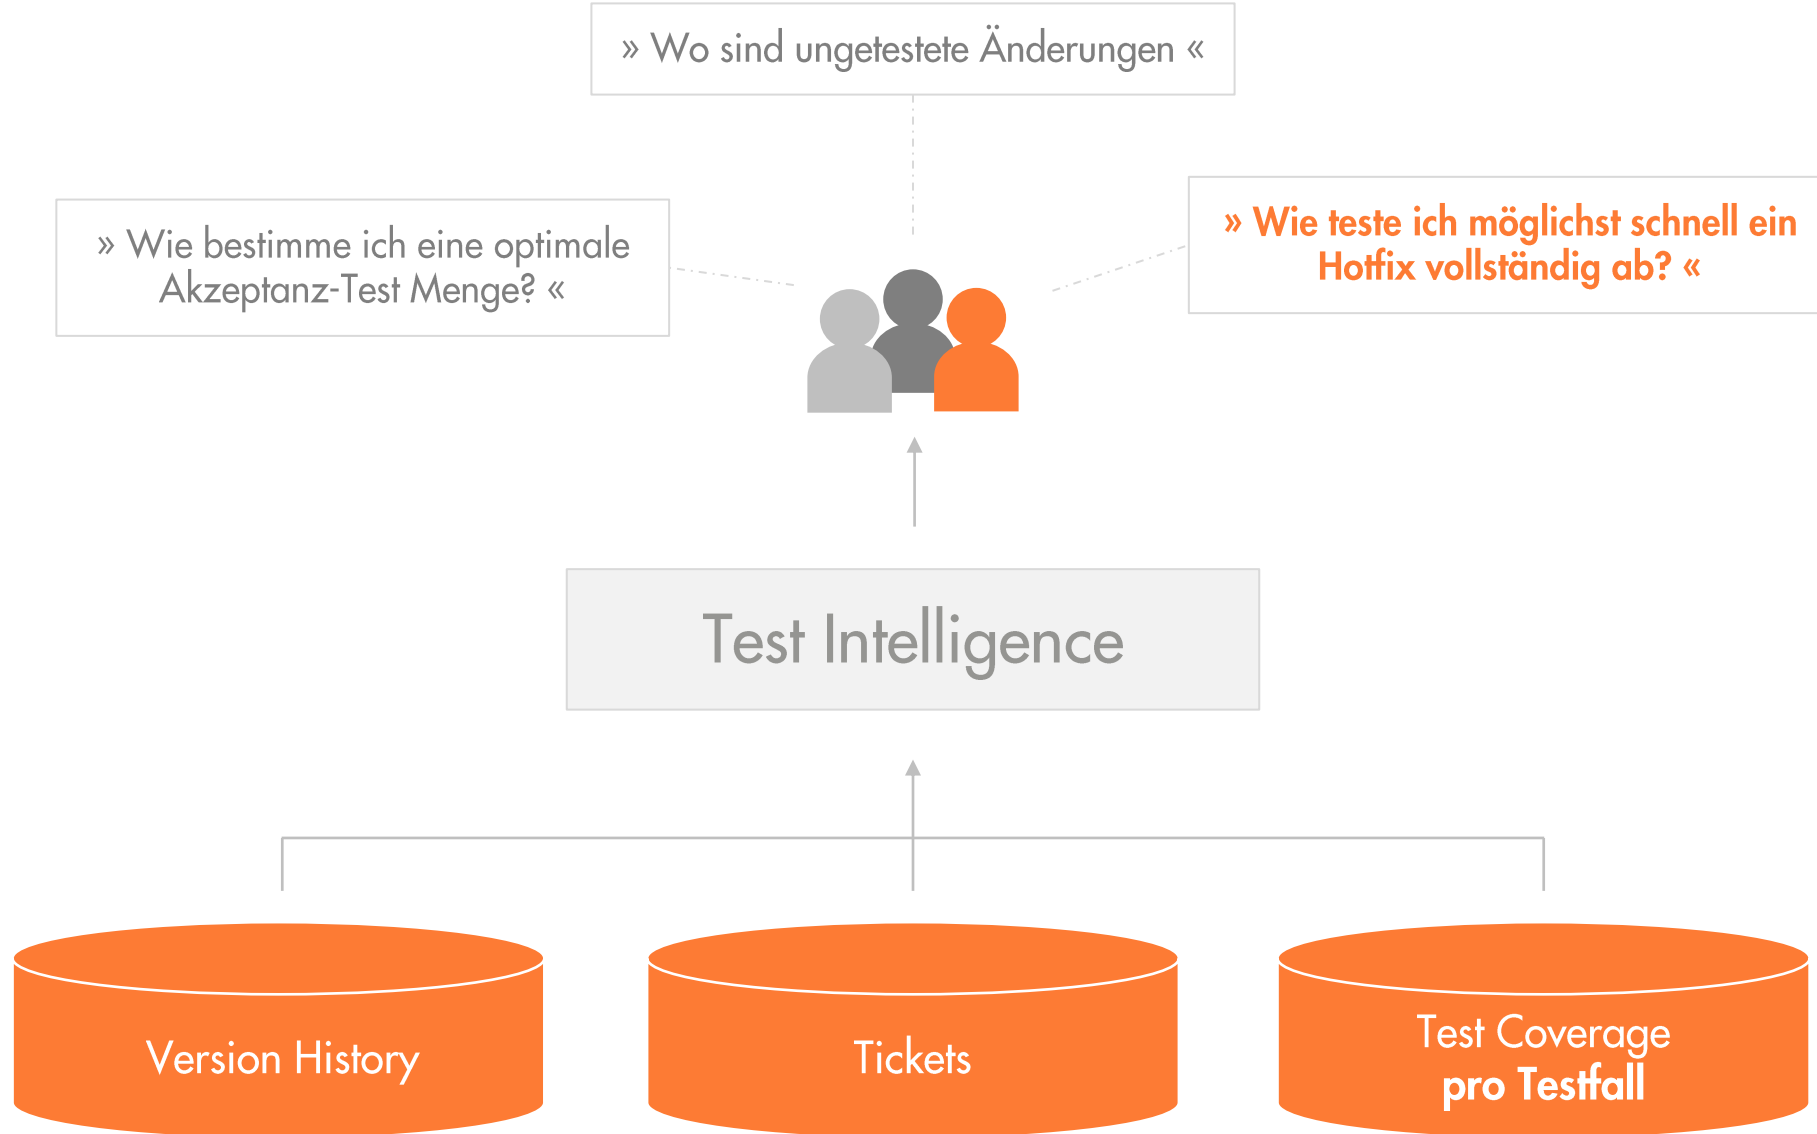 » Wo sind ungetestete Änderungen «
» Wie bestimme ich eine optimale
Akzeptanz-Test Menge? «
» Wie teste ich möglichst schnell ein
Hotfix vollständig ab? «
Test Intelligence
Version History
Tickets
Test Coverage
pro Testfall